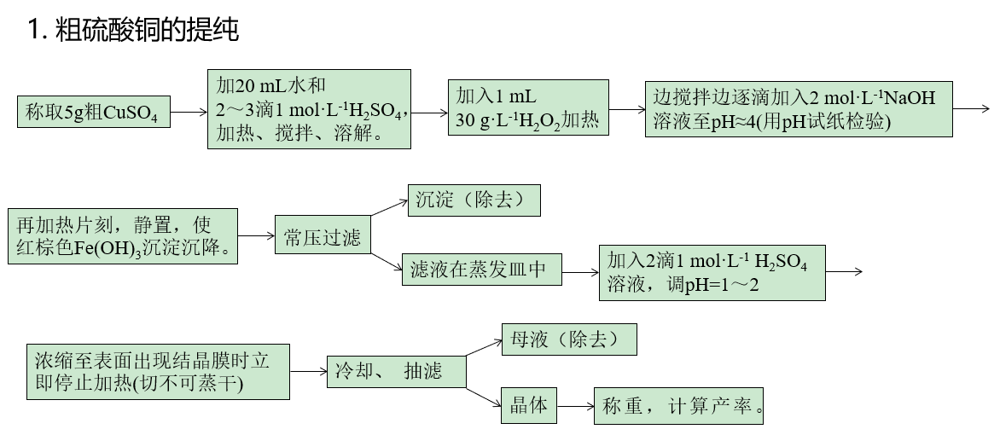 1. 粗硫酸铜的提纯
称取5g粗CuSO₄
加20 mL水和
2～3滴1 mol·L⁻¹H₂SO₄，
加热、搅拌、溶解。
加入1 mL
30 g·L⁻¹H₂O₂加热
边搅拌边逐滴加入2 mol·L⁻¹NaOH
溶液至pH≈4(用pH试纸检验)
再加热片刻，静置，使
红棕色Fe(OH)₃沉淀沉降。
常压过滤
沉淀（除去）
滤液在蒸发皿中
加入2滴1 mol·L⁻¹ H₂SO₄
溶液，调pH=1～2
浓缩至表面出现结晶膜时立
即停止加热(切不可蒸干)
冷却、 抽滤
母液（除去）
晶体
称重，计算产率。